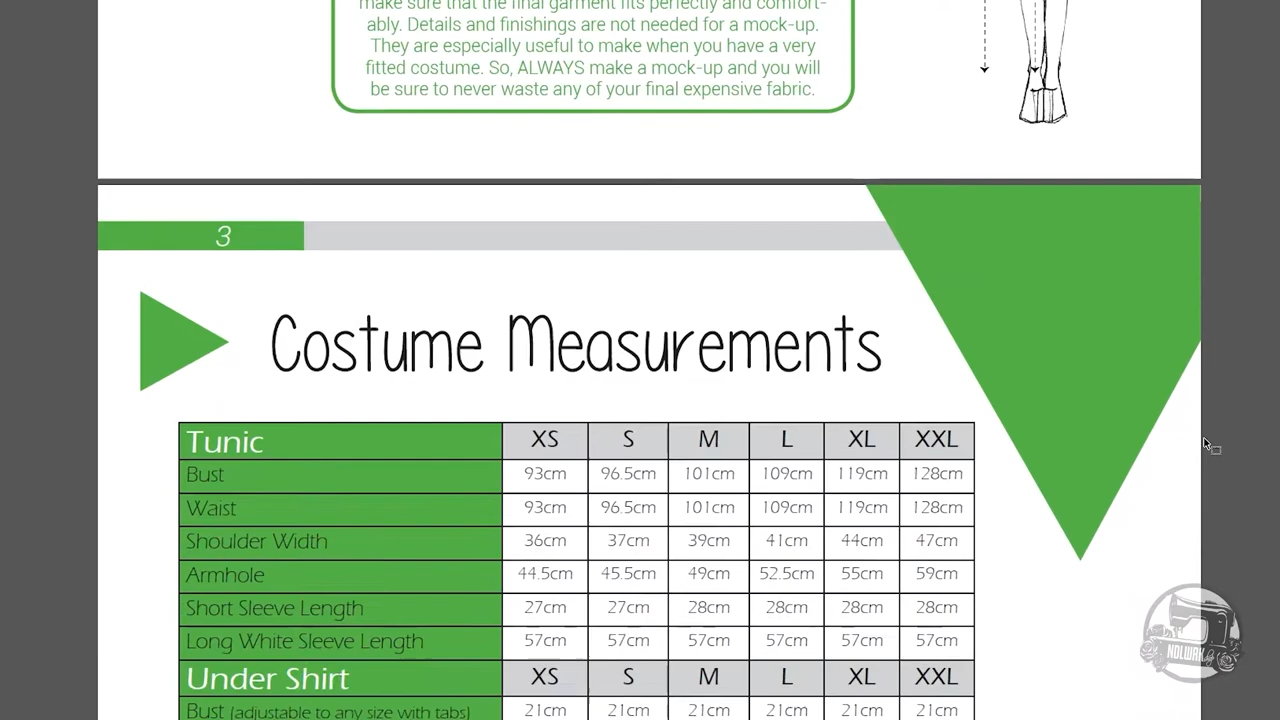 make sure that the final garment fits perfectly and comfort-
ably. Details and finishings are not needed for a mock-up.
They are especially useful to make when you have a very
fitted costume. So, ALWAYS make a mock-up and you will
be sure to never waste any of your final expensive fabric.
3
Costume Measurements
Tunic XS S M L XL XXL
Bust 93cm 96.5cm 101cm 109cm 119cm 128cm
Waist 93cm 96.5cm 101cm 109cm 119cm 128cm
Shoulder Width 36cm 37cm 39cm 41cm 44cm 47cm
Armhole 44.5cm 45.5cm 49cm 52.5cm 55cm 59cm
Short Sleeve Length 27cm 27cm 28cm 28cm 28cm 28cm
Long White Sleeve Length 57cm 57cm 57cm 57cm 57cm 57cm
Under Shirt XS S M L XL XXL
Bust (adjustable to any size with tabs) 21cm 21cm 21cm 21cm 21cm 21cm
NDLWRK